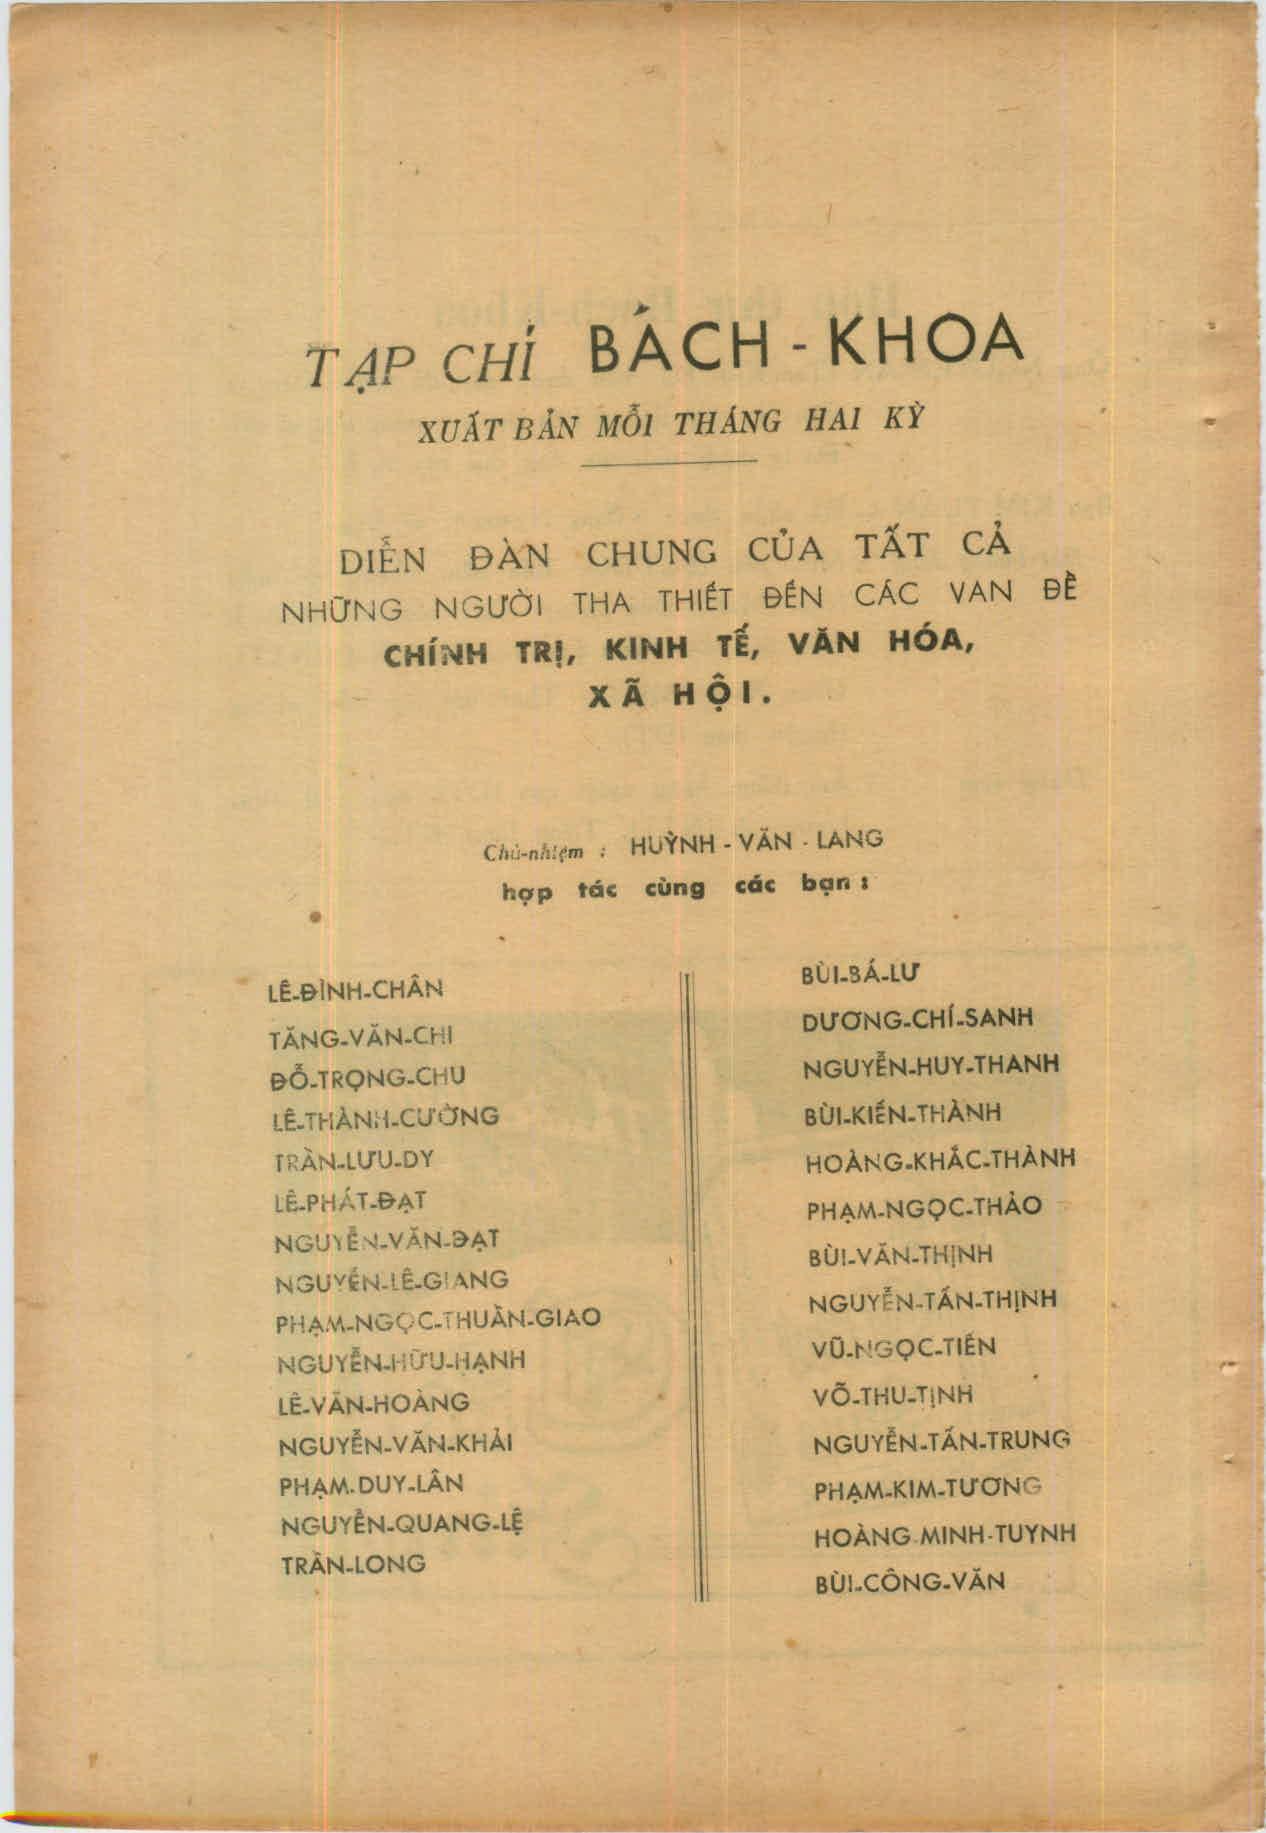 TẠP CHÍ BÁCH - KHOA
XUẤT BẢN MỖI THÁNG HAI KỲ
DIỄN ĐÀN CHUNG CỦA TẤT CẢ
NHỮNG NGƯỜI THA THIẾT ĐẾN CÁC VAN ĐỀ
CHÍNH TRỊ, KINH TẾ, VĂN HÓA,
XÃ HỘI.
Chủ-nhiệm : HUỲNH - VĂN - LANG
hợp tác cùng các bạn :
LÊ-ĐÌNH-CHÂN
TĂNG-VĂN-CHI
ĐỖ-TRỌNG-CHU
LÊ-THÀNH-CƯỜNG
TRẦN-LƯU-DY
LÊ-PHÁT-ĐẠT
NGUYỄN-VĂN-ĐẠT
NGUYỄN-LÊ-GIANG
PHẠM-NGỌC-THUẦN-GIAO
NGUYỄN-HỮU-HẠNH
LÊ-VĂN-HOÀNG
NGUYỄN-VĂN-KHẢI
PHẠM-DUY-LÂN
NGUYỄN-QUANG-LỆ
TRẦN-LONG
BÙI-BÁ-LƯ
DƯƠNG-CHÍ-SANH
NGUYỄN-HUY-THANH
BÙI-KIẾN-THÀNH
HOÀNG-KHẮC-THÀNH
PHẠM-NGỌC-THẢO
BÙI-VĂN-THỊNH
NGUYỄN-TẤN-THỊNH
VŨ-NGỌC-TIẾN
VÕ-THU-TỊNH
NGUYỄN-TẤN-TRUNG
PHẠM-KIM-TƯƠNG
HOÀNG-MINH-TUYNH
BÙI-CÔNG-VĂN